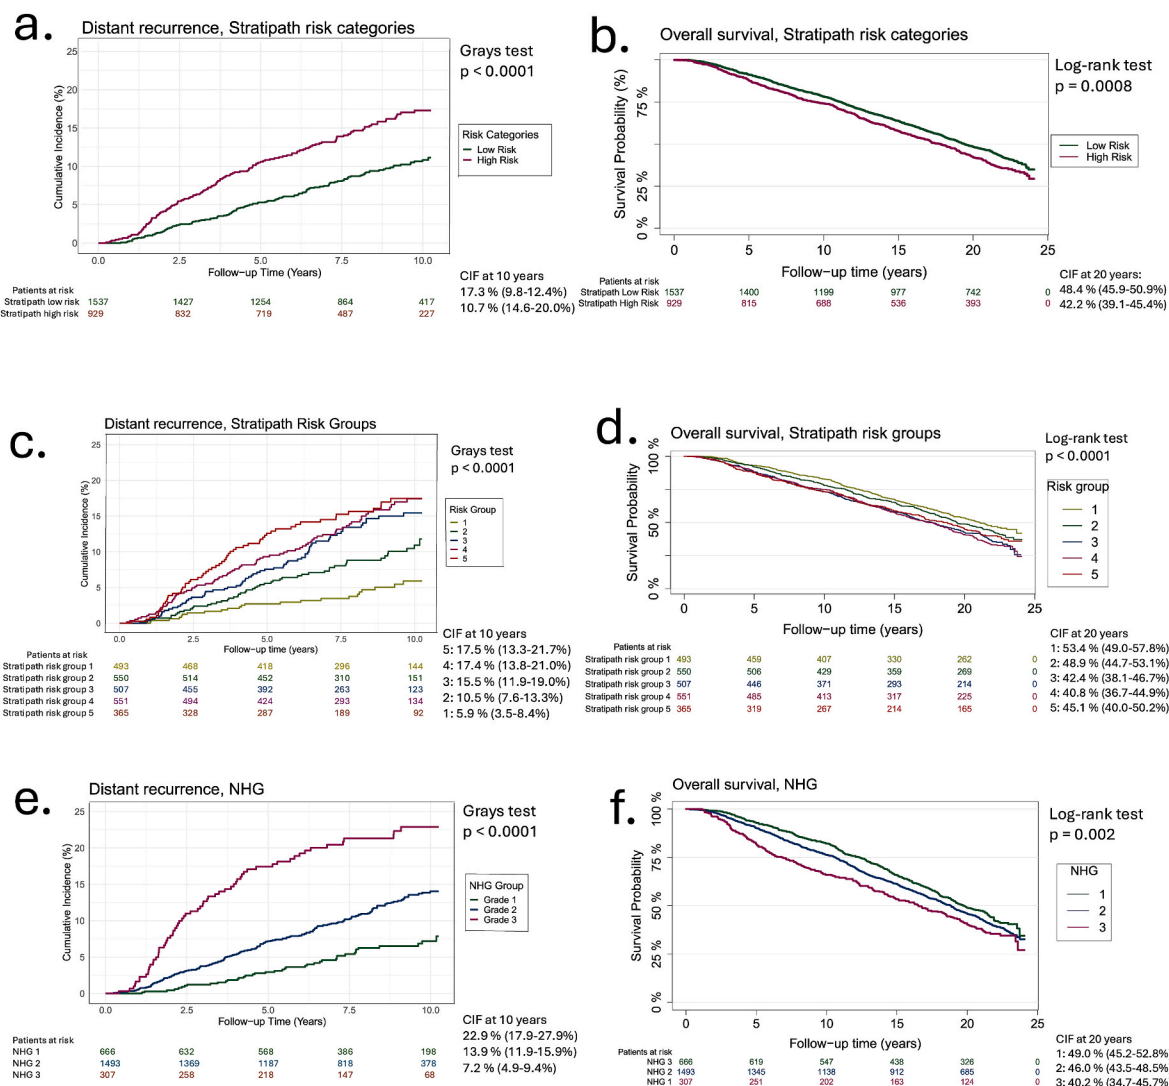 a.
Distant recurrence, Stratipath risk categories
Grays test
p < 0.0001
Cumulative Incidence (%)
25
20
15
10
5
0
Risk Categories
Low Risk
High Risk
0.0 2.5 5.0 7.5 10.0
Follow-up Time (Years)
Patients at risk
Stratipath low risk 1537 1427 1254 864 417
Stratipath high risk 929 832 719 487 227
CIF at 10 years
17.3 % (9.8-12.4%)
10.7 % (14.6-20.0%)
b.
Overall survival, Stratipath risk categories
Log-rank test
p = 0.0008
Survival Probability (%)
75 %
25 %
0 %
Low Risk
High Risk
0 5 10 15 20 25
Follow-up time (years)
Patients at risk
Stratipath Low Risk 1537 1400 1199 977 742 0
Stratipath High Risk 929 815 688 536 393 0
CIF at 20 years:
48.4 % (45.9-50.9%)
42.2 % (39.1-45.4%)
c.
Distant recurrence, Stratipath Risk Groups
Grays test
p < 0.0001
Cumulative Incidence (%)
25
20
15
10
5
0
Risk Group
1
2
3
4
5
0.0 2.5 5.0 7.5 10.0
Follow-up time (years)
Patients at risk
Stratipath risk group 1 493 468 418 296 144
Stratipath risk group 2 550 514 452 310 151
Stratipath risk group 3 507 455 392 263 123
Stratipath risk group 4 551 494 424 293 134
Stratipath risk group 5 365 328 287 189 92
CIF at 10 years
5: 17.5 % (13.3-21.7%)
4: 17.4 % (13.8-21.0%)
3: 15.5 % (11.9-19.0%)
2: 10.5 % (7.6-13.3%)
1: 5.9 % (3.5-8.4%)
d.
Overall survival, Stratipath risk groups
Log-rank test
p < 0.0001
Survival Probability
100 %
50 %
0 %
Risk group
1
2
3
4
5
0 5 10 15 20 25
Follow-up time (years)
Patients at risk
Stratipath risk group 1 493 459 407 330 262 0
Stratipath risk group 2 550 506 429 359 269 0
Stratipath risk group 3 507 446 371 293 214 0
Stratipath risk group 4 551 485 413 317 225 0
Stratipath risk group 5 365 319 267 214 165 0
CIF at 20 years
1: 53.4 % (49.0-57.8%)
2: 48.9 % (44.7-53.1%)
3: 42.4 % (38.1-46.7%)
4: 40.8 % (36.7-44.9%)
5: 45.1 % (40.0-50.2%)
e.
Distant recurrence, NHG
Grays test
p < 0.0001
Cumulative Incidence (%)
25
20
15
10
5
0
NHG Group
Grade 1
Grade 2
Grade 3
0.0 2.5 5.0 7.5 10.0
Follow-up Time (Years)
Patients at risk
NHG 1 666 632 568 386 198
NHG 2 1493 1369 1187 818 378
NHG 3 307 258 218 147 68
CIF at 10 years
22.9 % (17.9-27.9%)
13.9 % (11.9-15.9%)
7.2 % (4.9-9.4%)
f.
Overall survival, NHG
Log-rank test
p = 0.002
Survival Probability
100 %
75 %
50 %
25 %
0 %
NHG
1
2
3
0 5 10 15 20 25
Follow-up time (years)
Patients at risk
NHG 3 666 619 547 438 326 0
NHG 2 1493 1345 1138 912 685 0
NHG 1 307 251 202 163 124 0
CIF at 20 years
1: 49.0 % (45.2-52.8%)
2: 46.0 % (43.5-48.5%)
3: 40.2 % (34.7-45.7%)